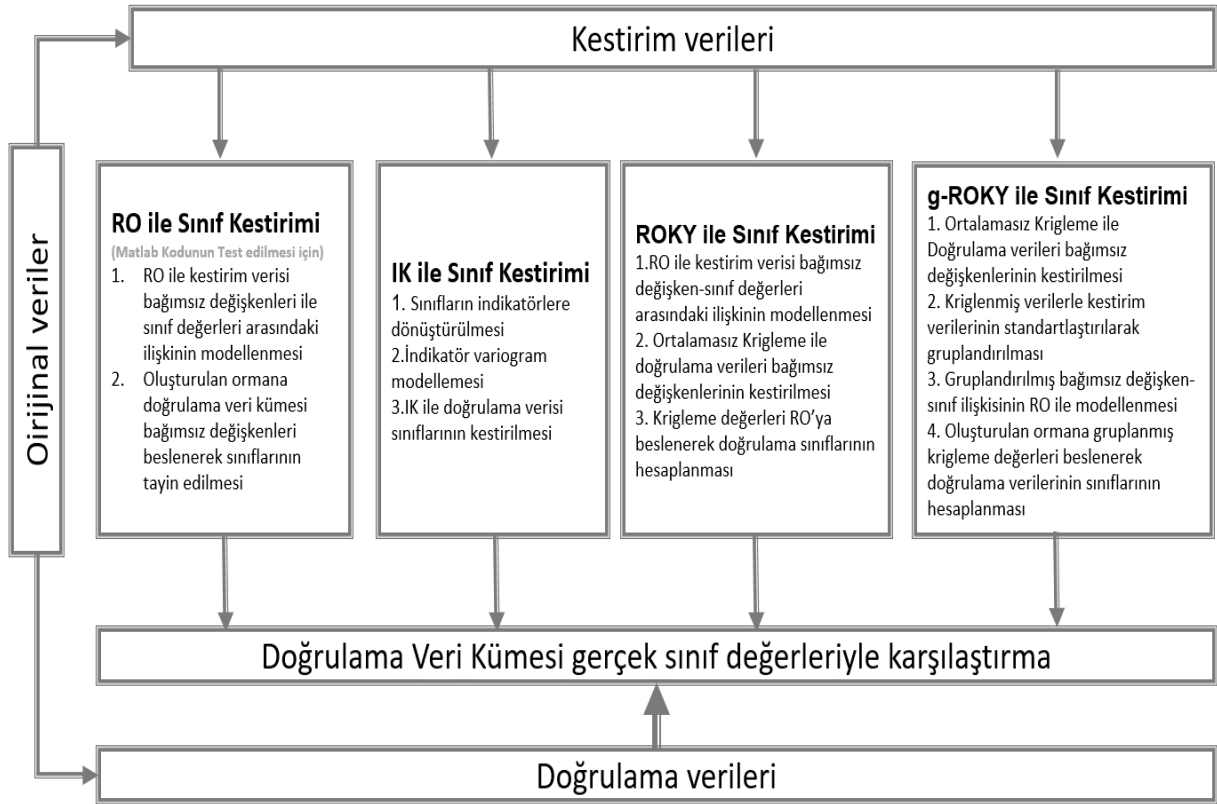 Kestirim verileri
Oirijinal veriler
RO ile Sınıf Kestirimi
(Matlab Kodunun Test edilmesi için)
1. RO ile kestirim verisi
bağımsız değişkenleri ile
sınıf değerleri arasındaki
ilişkinin modellenmesi
2. Oluşturulan ormana
doğrulama veri kümesi
bağımsız değişkenleri
beslenerek sınıflarının
tayin edilmesi
IK ile Sınıf Kestirimi
1. Sınıfların indikatörlere
dönüştürülmesi
2.İndikatör variogram
modellemesi
3.IK ile doğrulama verisi
sınıflarının kestirilmesi
ROKY ile Sınıf Kestirimi
1.RO ile kestirim verisi bağımsız
değişken-sınıf değerleri
arasındaki ilişkinin modellenmesi
2. Ortalamasız Krigleme ile
doğrulama verileri bağımsız
değişkenlerinin kestirilmesi
3. Krigleme değerleri RO’ya
beslenerek doğrulama sınıflarının
hesaplanması
g-ROKY ile Sınıf Kestirimi
1. Ortalamasız Krigleme ile
Doğrulama verileri bağımsız
değişkenlerinin kestirilmesi
2. Kriglenmiş verilerle kestirim
verilerinin standartlaştırılarak
gruplandırılması
3. Gruplandırılmış bağımsız değişken-
sınıf ilişkisinin RO ile modellenmesi
4. Oluşturulan ormana gruplanmış
krigleme değerleri beslenerek
doğrulama verilerinin sınıflarının
hesaplanması
Doğrulama Veri Kümesi gerçek sınıf değerleriyle karşılaştırma
Doğrulama verileri